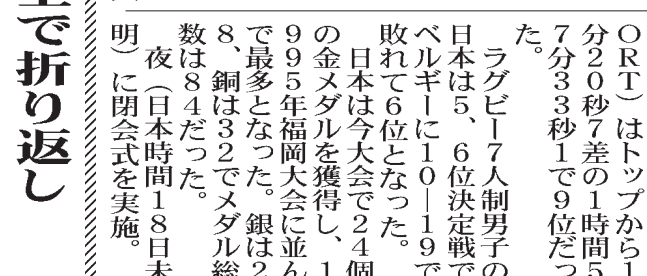 ＯＲＴ）はトップから１
分２０秒７差の１時間５
７分３３秒１で９位だっ
た。
ラグビー７人制男子の
日本は５、６位決定戦で
ベルギーに１０―１９で
敗れて６位となった。
日本は今大会で２４個
の金メダルを獲得し、１
９９５年福岡大会に並ん
で最多となった。銀は２
８、銅は３２でメダル総
数は８４だった。
夜（日本時間１８日未
明）に閉会式を実施。
で折り返し